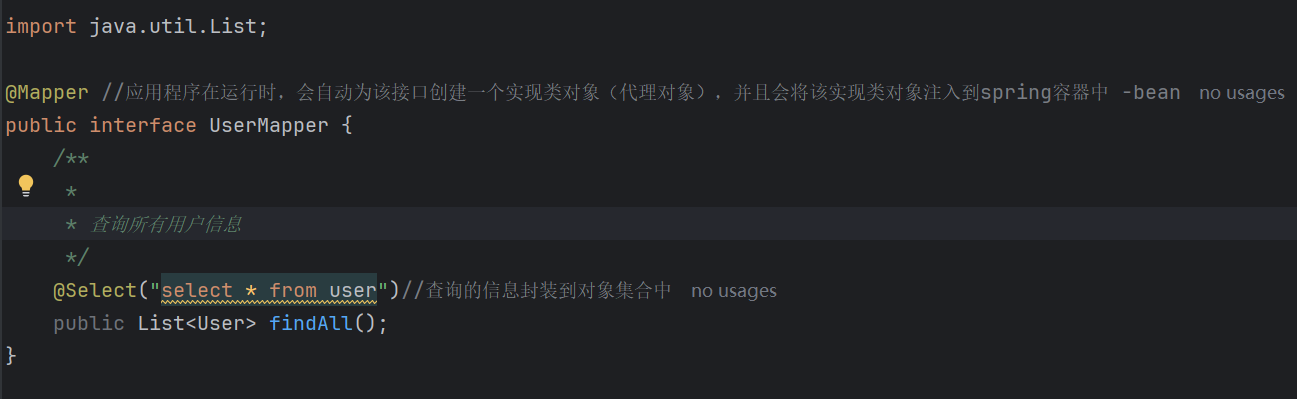 import java.util.List;
@Mapper //应用程序在运行时，会自动为该接口创建一个实现类对象（代理对象），并且会将该实现类对象注入到spring容器中 -bean no usages
public interface UserMapper {
/**
*
* 查询所有用户信息
*/
@Select("select * from user")//查询的信息封装到对象集合中 no usages
public List<User> findAll();
}